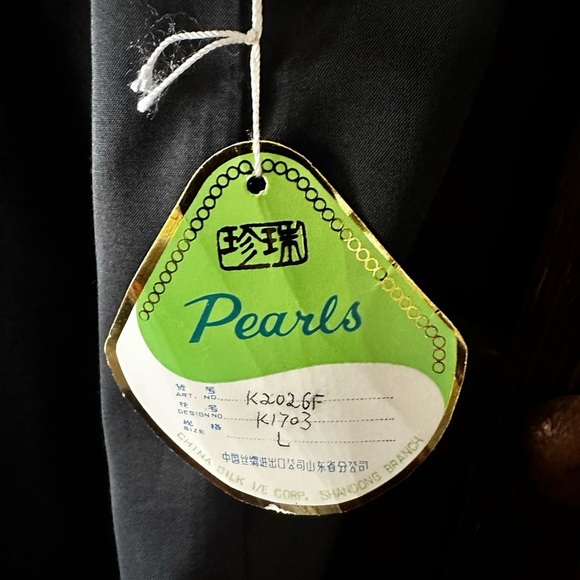 珍珠
Pearls
货号
ART. NO. K2026F
花号
DESIGN NO K1703
规格
SIZE L
中国丝绸进出口公司山东省分公司
CHINA SILK I/E CORP. SHANDONG BRANCH